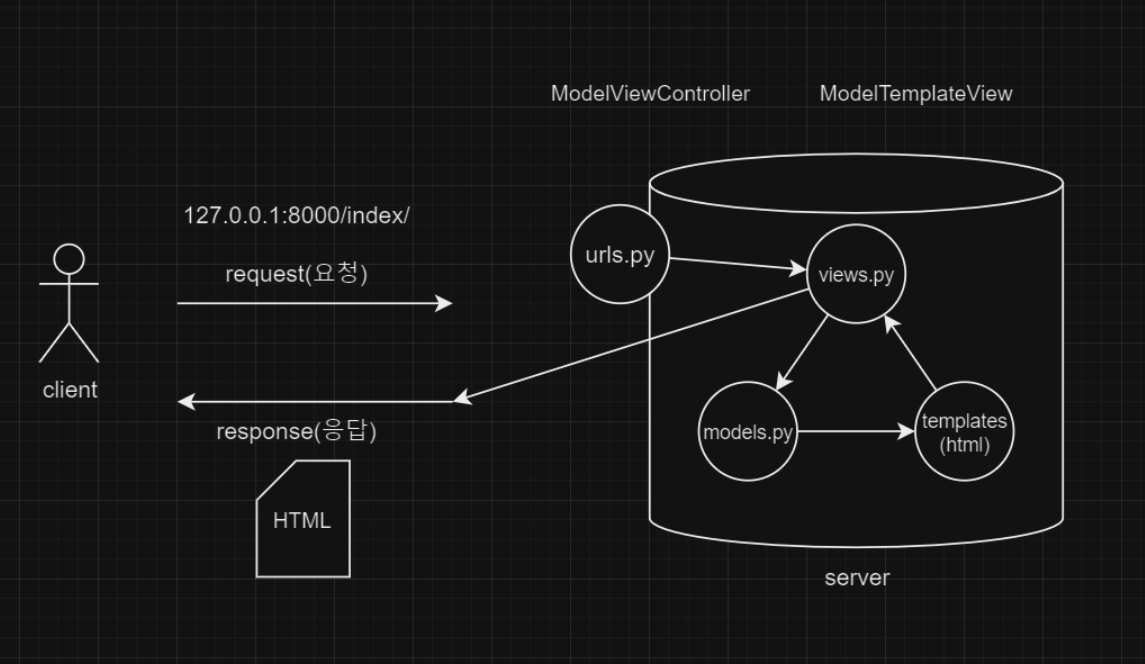 ModelViewController
ModelTemplateView
127.0.0.1:8000/index/
request(요청)
client
response(응답)
HTML
urls.py
views.py
models.py
templates
(html)
server